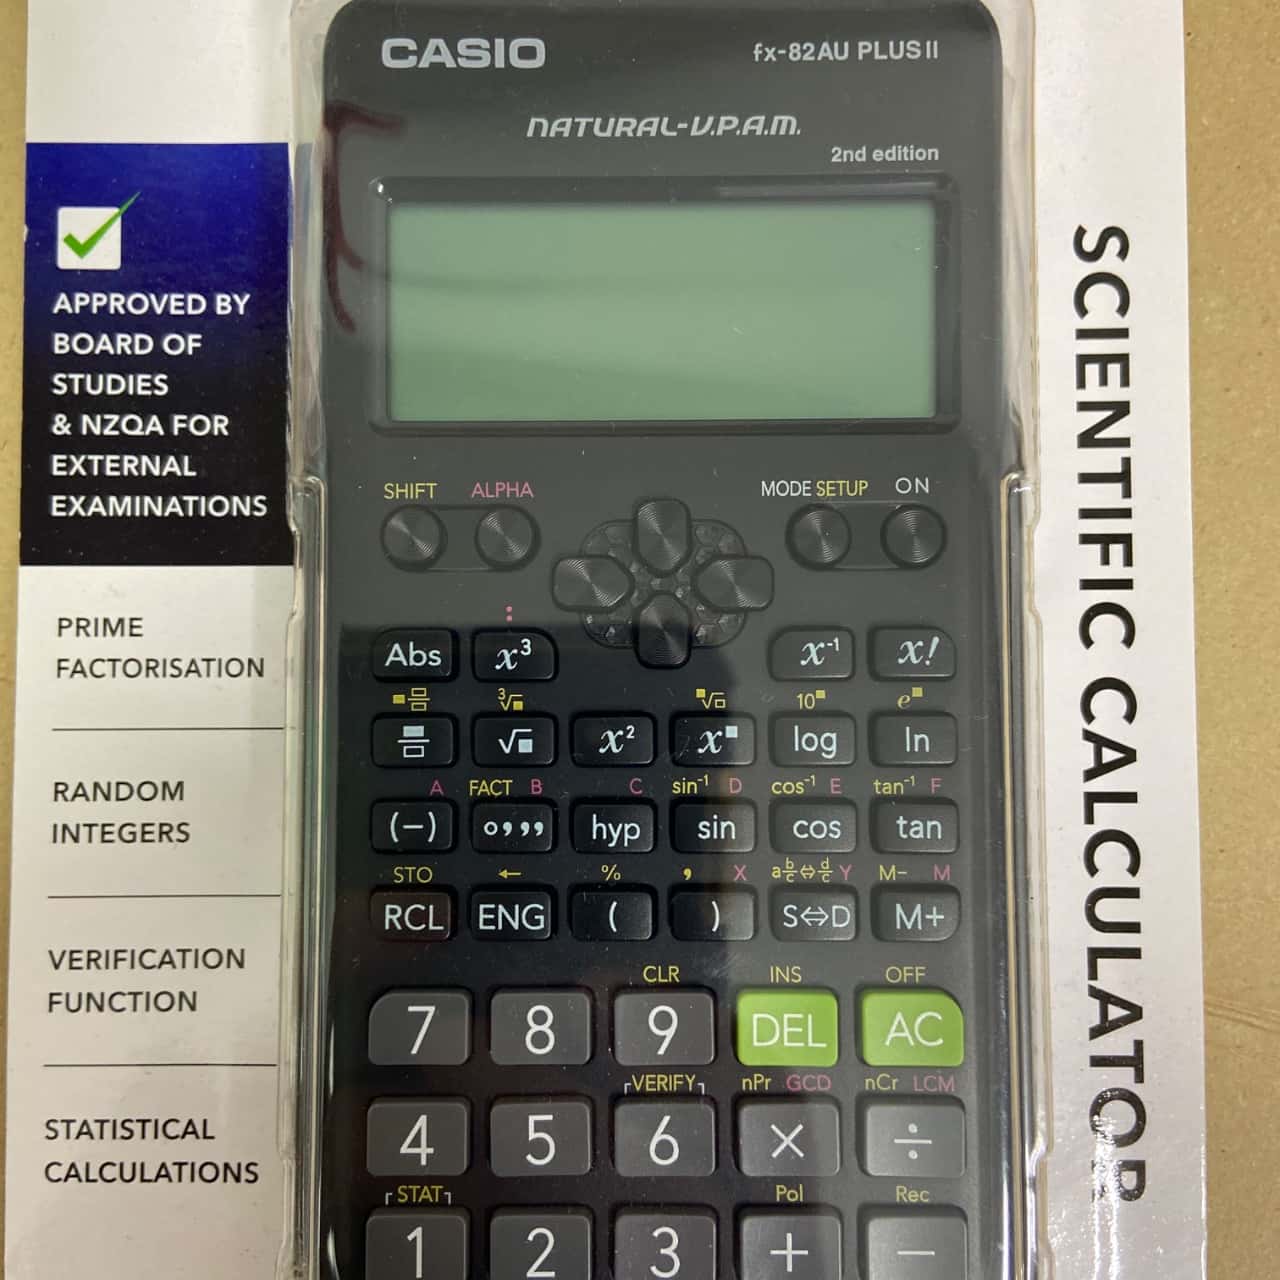 CASIO
fx-82AU PLUS II
NATURAL-V.P.A.M.
2nd edition
APPROVED BY
BOARD OF
STUDIES
& NZQA FOR
EXTERNAL
EXAMINATIONS
PRIME
FACTORISATION
RANDOM
INTEGERS
VERIFICATION
FUNCTION
STATISTICAL
CALCULATIONS
SCIENTIFIC CALCULATOR
SHIFT ALPHA MODE SETUP ON
:
Abs x³ x⁻¹ x!
■⊟ ³√■ ■√□ 10■ e■
⊟ √■ x² x■ log ln
A FACT B C sin⁻¹ D cos⁻¹ E tan⁻¹ F
(−) o,,, hyp sin cos tan
STO ← % , X a b/c⇔d/c Y M− M
RCL ENG ( ) S⇔D M+
CLR INS OFF
7 8 9 DEL AC
VERIFY nPr GCD nCr LCM
4 5 6 × ÷
STAT Pol Rec
1 2 3 + −